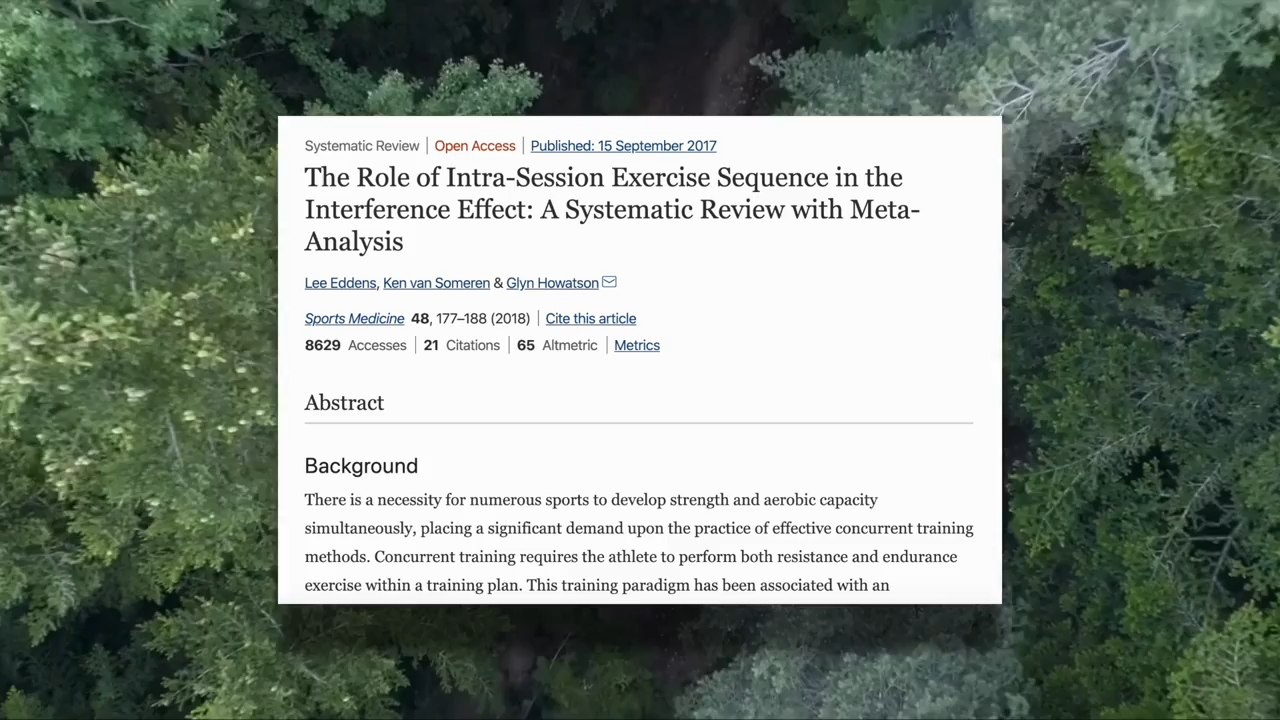 Systematic Review | Open Access | Published: 15 September 2017
The Role of Intra-Session Exercise Sequence in the
Interference Effect: A Systematic Review with Meta-
Analysis
Lee Eddens, Ken van Someren & Glyn Howatson
Sports Medicine 48, 177–188 (2018) | Cite this article
8629 Accesses | 21 Citations | 65 Altmetric | Metrics
Abstract
Background
There is a necessity for numerous sports to develop strength and aerobic capacity
simultaneously, placing a significant demand upon the practice of effective concurrent training
methods. Concurrent training requires the athlete to perform both resistance and endurance
exercise within a training plan. This training paradigm has been associated with an